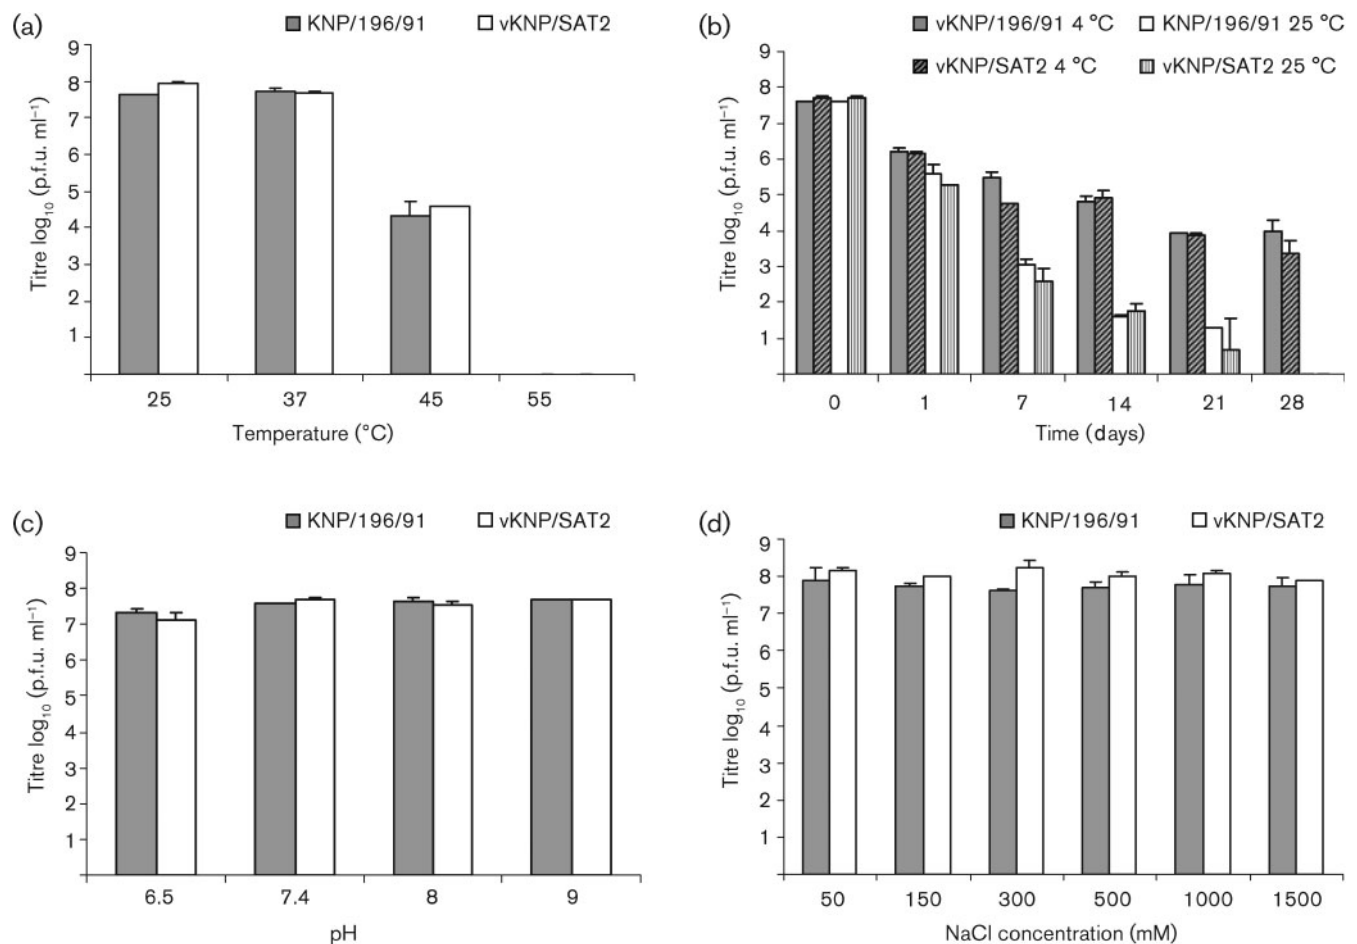 (a)
KNP/196/91 vKNP/SAT2
Titre log10 (p.f.u. ml−1)
9
8
7
6
5
4
3
2
1
25 37 45 55
Temperature (°C)
(b)
vKNP/196/91 4 °C KNP/196/91 25 °C
vKNP/SAT2 4 °C vKNP/SAT2 25 °C
Titre log10 (p.f.u. ml−1)
9
8
7
6
5
4
3
2
1
0 1 7 14 21 28
Time (days)
(c)
KNP/196/91 vKNP/SAT2
Titre log10 (p.f.u. ml−1)
9
8
7
6
5
4
3
2
1
6.5 7.4 8 9
pH
(d)
KNP/196/91 vKNP/SAT2
Titre log10 (p.f.u. ml−1)
9
8
7
6
5
4
3
2
1
50 150 300 500 1000 1500
NaCl concentration (mM)